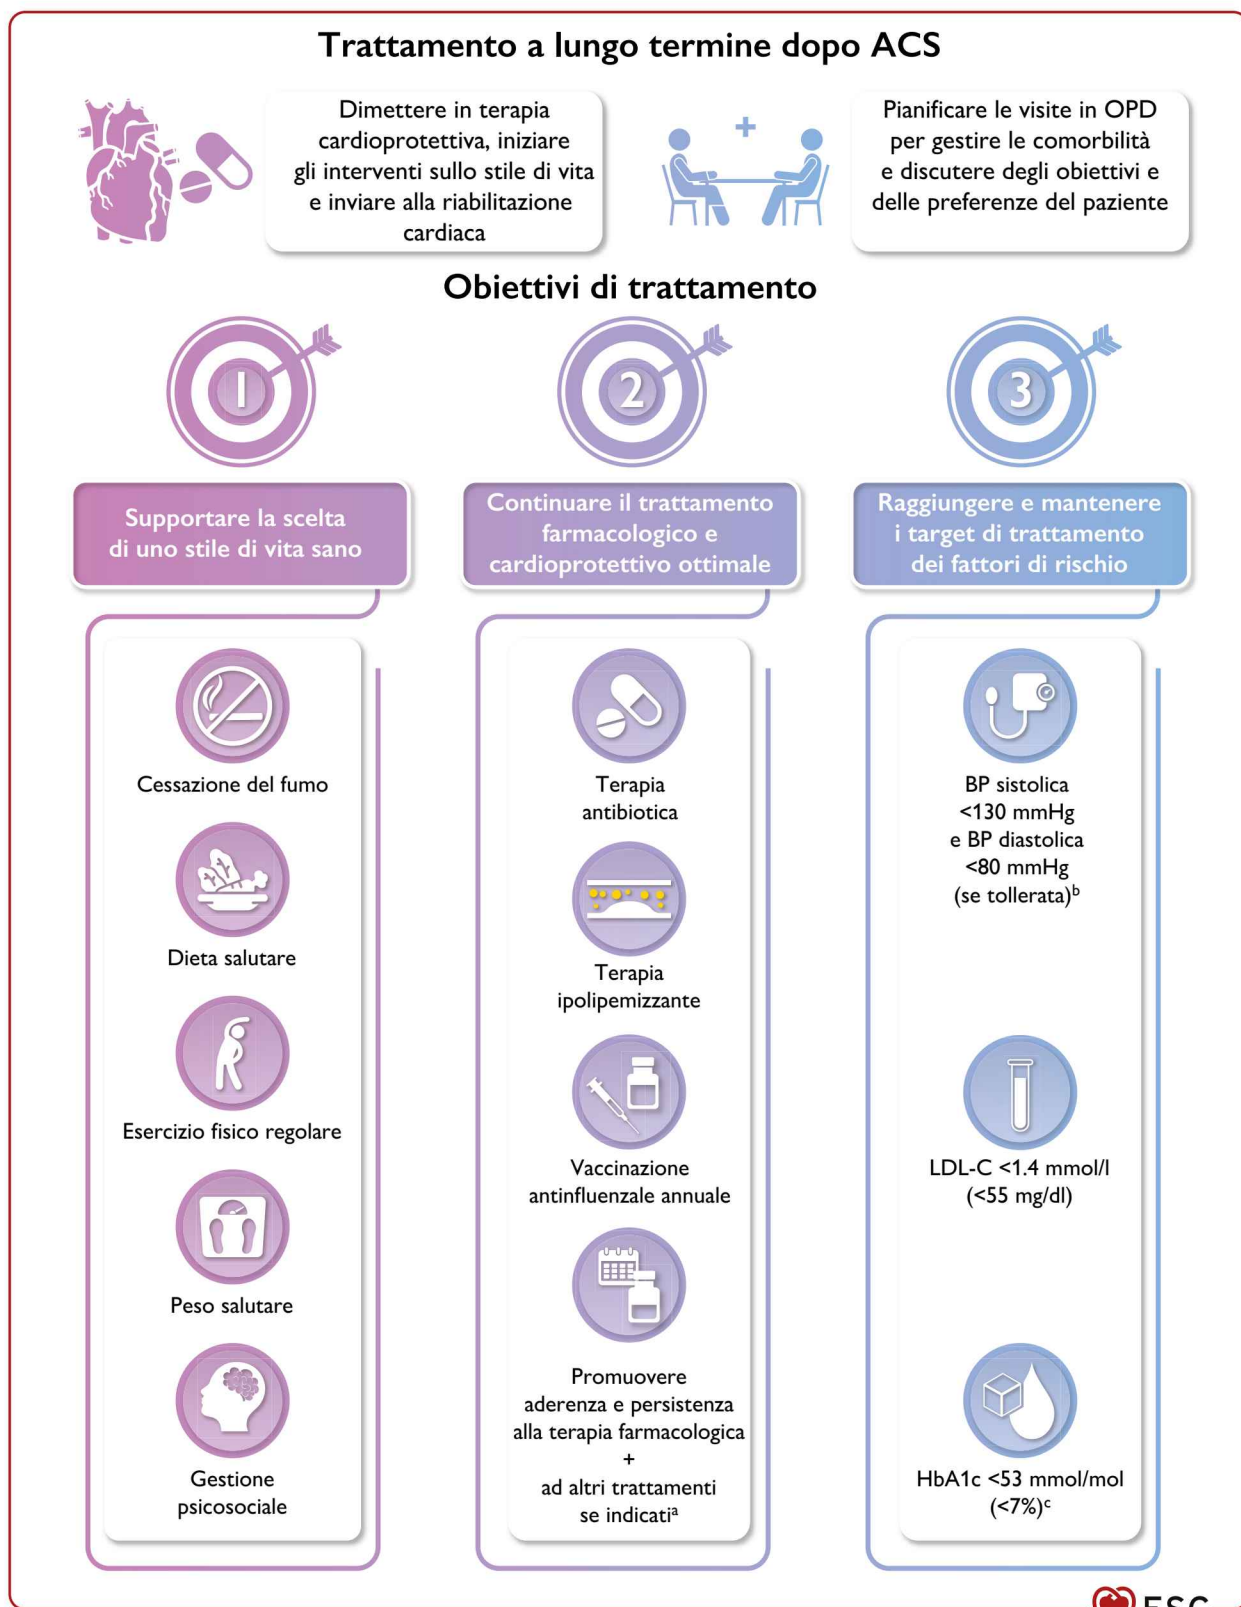 Trattamento a lungo termine dopo ACS
Dimettere in terapia
cardioprotettiva, iniziare
gli interventi sullo stile di vita
e inviare alla riabilitazione
cardiaca
Pianificare le visite in OPD
per gestire le comorbilità
e discutere degli obiettivi e
delle preferenze del paziente
Obiettivi di trattamento
1
2
3
Supportare la scelta
di uno stile di vita sano
Continuare il trattamento
farmacologico e
cardioprotettivo ottimale
Raggiungere e mantenere
i target di trattamento
dei fattori di rischio
Cessazione del fumo
Dieta salutare
Esercizio fisico regolare
Peso salutare
Gestione
psicosociale
Terapia
antibiotica
Terapia
ipolipemizzante
Vaccinazione
antinfluenzale annuale
Promuovere
aderenza e persistenza
alla terapia farmacologica
+
ad altri trattamenti
se indicatiᵃ
BP sistolica
<130 mmHg
e BP diastolica
<80 mmHg
(se tollerata)ᵇ
LDL-C <1.4 mmol/l
(<55 mg/dl)
HbA1c <53 mmol/mol
(<7%)ᶜ
ESC